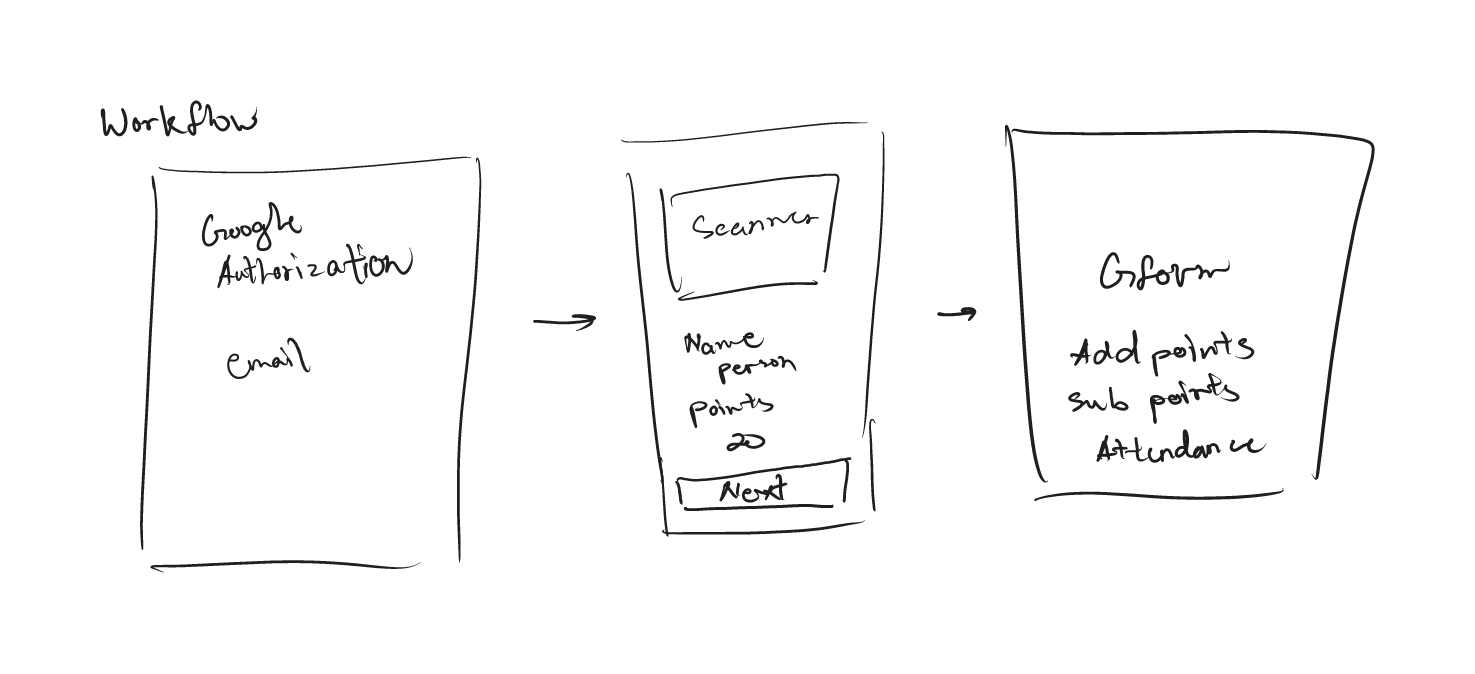 Workflow
Google
Authorization
email
Scanner
Name
person
points
20
Next
Gform
Add points
Sub points
Attendance